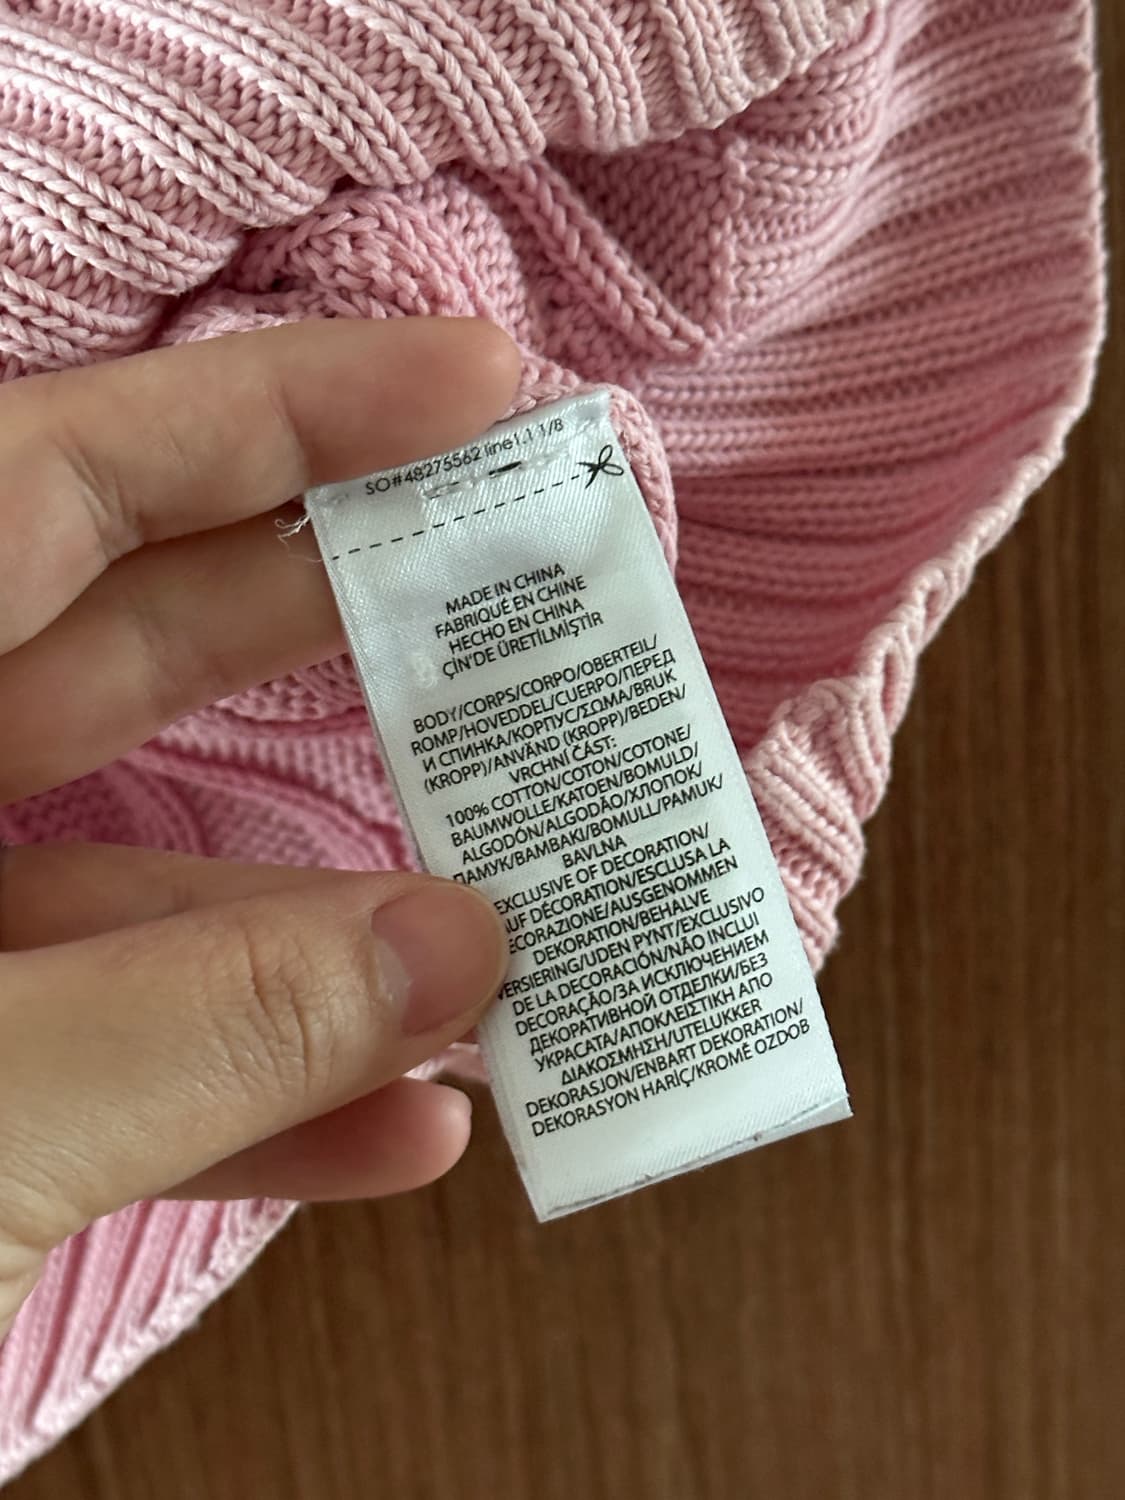 SO#48275562 line1.1 1/8
MADE IN CHINA
FABRIQUÉ EN CHINE
HECHO EN CHINA
ÇİN'DE ÜRETİLMİŞTİR
BODY/CORPS/CORPO/OBERTEIL/
ROMP/HOVEDDEL/CUERPO/ПЕРЕД
И СПИНКА/КОРПУС/ΣΩΜΑ/BRUK
(KROPP)/ANVÄND (KROPP)/BEDEN/
VRCHNÍ ČÁST:
100% COTTON/COTON/COTONE/
BAUMWOLLE/KATOEN/BOMULD/
ALGODÓN/ALGODÃO/ХЛОПОК/
ПАМУК/ΒΑΜΒΑΚΙ/BOMULL/PAMUK/
BAVLNA
EXCLUSIVE OF DECORATION/
AUF DÉCORATION/ESCLUSA LA
ECORAZIONE/AUSGENOMMEN
DEKORATION/BEHALVE
VERSIERING/UDEN PYNT/EXCLUSIVO
DE LA DECORACIÓN/NÃO INCLUI
DECORAÇÃO/ЗА ИСКЛЮЧЕНИЕМ
ДЕКОРАТИВНОЙ ОТДЕЛКИ/БЕЗ
УКРАСАТА/ΑΠΟΚΛΕΙΣΤΙΚΗ ΑΠΟ
ΔΙΑΚΟΣΜΗΣΗ/UTELUKKER
DEKORASJON/ENBART DEKORATION/
DEKORASYON HARİÇ/KROMĚ OZDOB